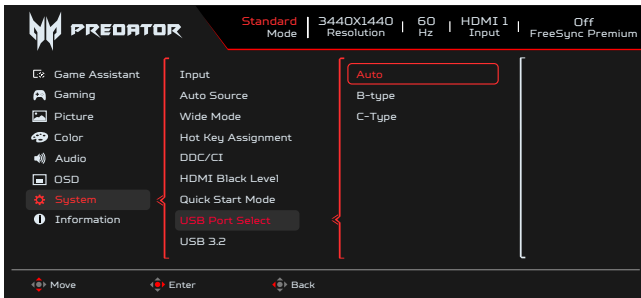 PREDATOR
Standard
Mode
3440X1440
Resolution
60
Hz
HDMI 1
Input
Off
FreeSync Premium
Game Assistant
Gaming
Picture
Color
Audio
OSD
System
Information
Input
Auto Source
Wide Mode
Hot Key Assignment
DDC/CI
HDMI Black Level
Quick Start Mode
USB Port Select
USB 3.2
Auto
B-type
C-Type
Move
Enter
Back